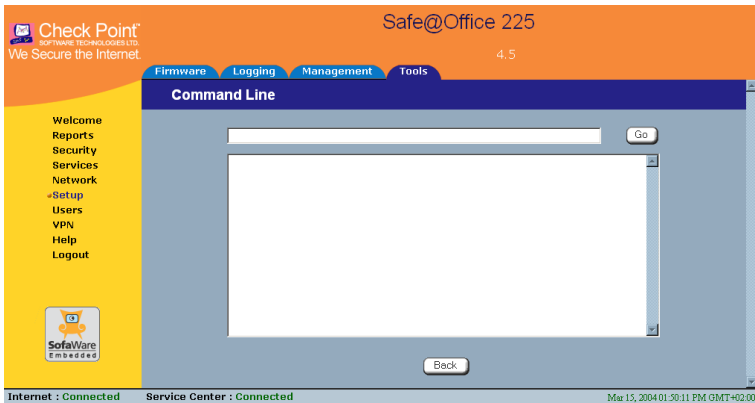 Check Point™
SOFTWARE TECHNOLOGIES LTD.
We Secure the Internet.
Safe@Office 225
4.5
Firmware Logging Management Tools
Command Line
Welcome
Reports
Security
Services
Network
Setup
Users
VPN
Help
Logout
Go
SofaWare
Embedded
Back
Internet : Connected Service Center : Connected Mar 15, 2004 01:50:11 PM GMT+02:00